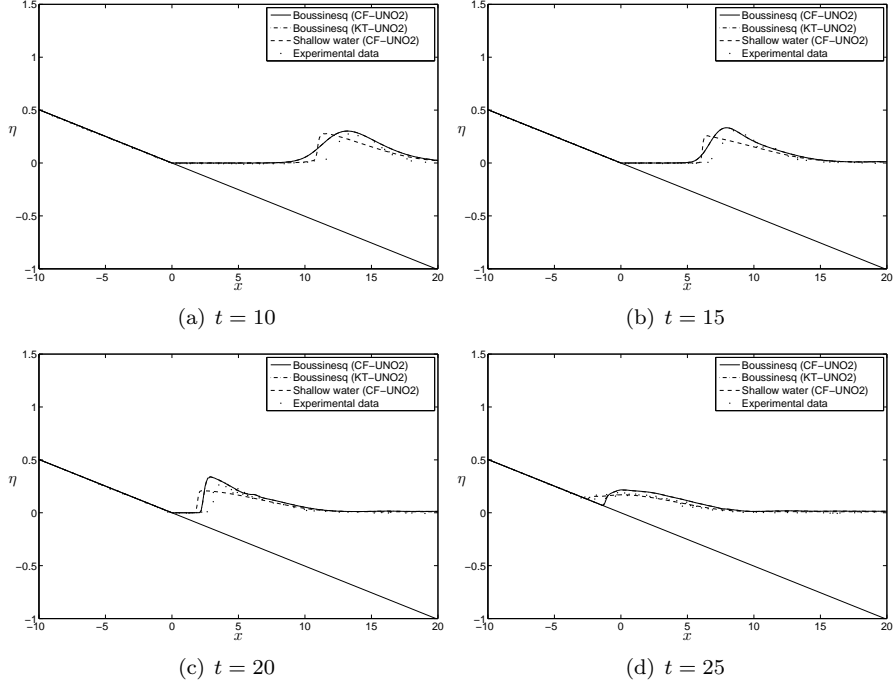 1.5
1
0.5
0
−0.5
−1
η
−10
−5
0
5
10
15
20
x
Boussinesq (CF−UNO2)
Boussinesq (KT−UNO2)
Shallow water (CF−UNO2)
Experimental data
(a) t = 10
1.5
1
0.5
0
−0.5
−1
η
−10
−5
0
5
10
15
20
x
Boussinesq (CF−UNO2)
Boussinesq (KT−UNO2)
Shallow water (CF−UNO2)
Experimental data
(b) t = 15
1.5
1
0.5
0
−0.5
−1
η
−10
−5
0
5
10
15
20
x
Boussinesq (CF−UNO2)
Boussinesq (KT−UNO2)
Shallow water (CF−UNO2)
Experimental data
(c) t = 20
1.5
1
0.5
0
−0.5
−1
η
−10
−5
0
5
10
15
20
x
Boussinesq (CF−UNO2)
Boussinesq (KT−UNO2)
Shallow water (CF−UNO2)
Experimental data
(d) t = 25